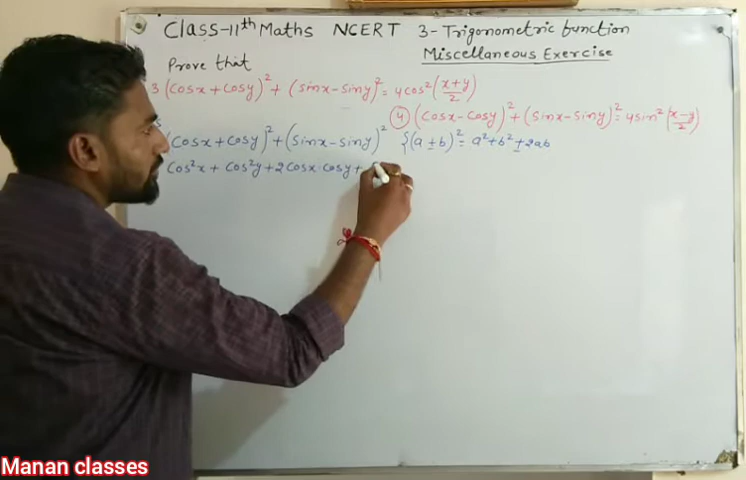 Class-11th Maths NCERT 3-Trigonometric function
Miscellaneous Exercise
Prove that
3 (cosx + cosy)² + (sinx - siny)² = 4cos² (x+y/2)
④ (cosx - cosy)² + (sinx - siny)² = 4sin² (x-y/2)
(cosx + cosy)² + (sinx - siny)² {(a ± b)² = a² + b² ± 2ab
cos²x + cos²y + 2cosx·cosy +
Manan classes